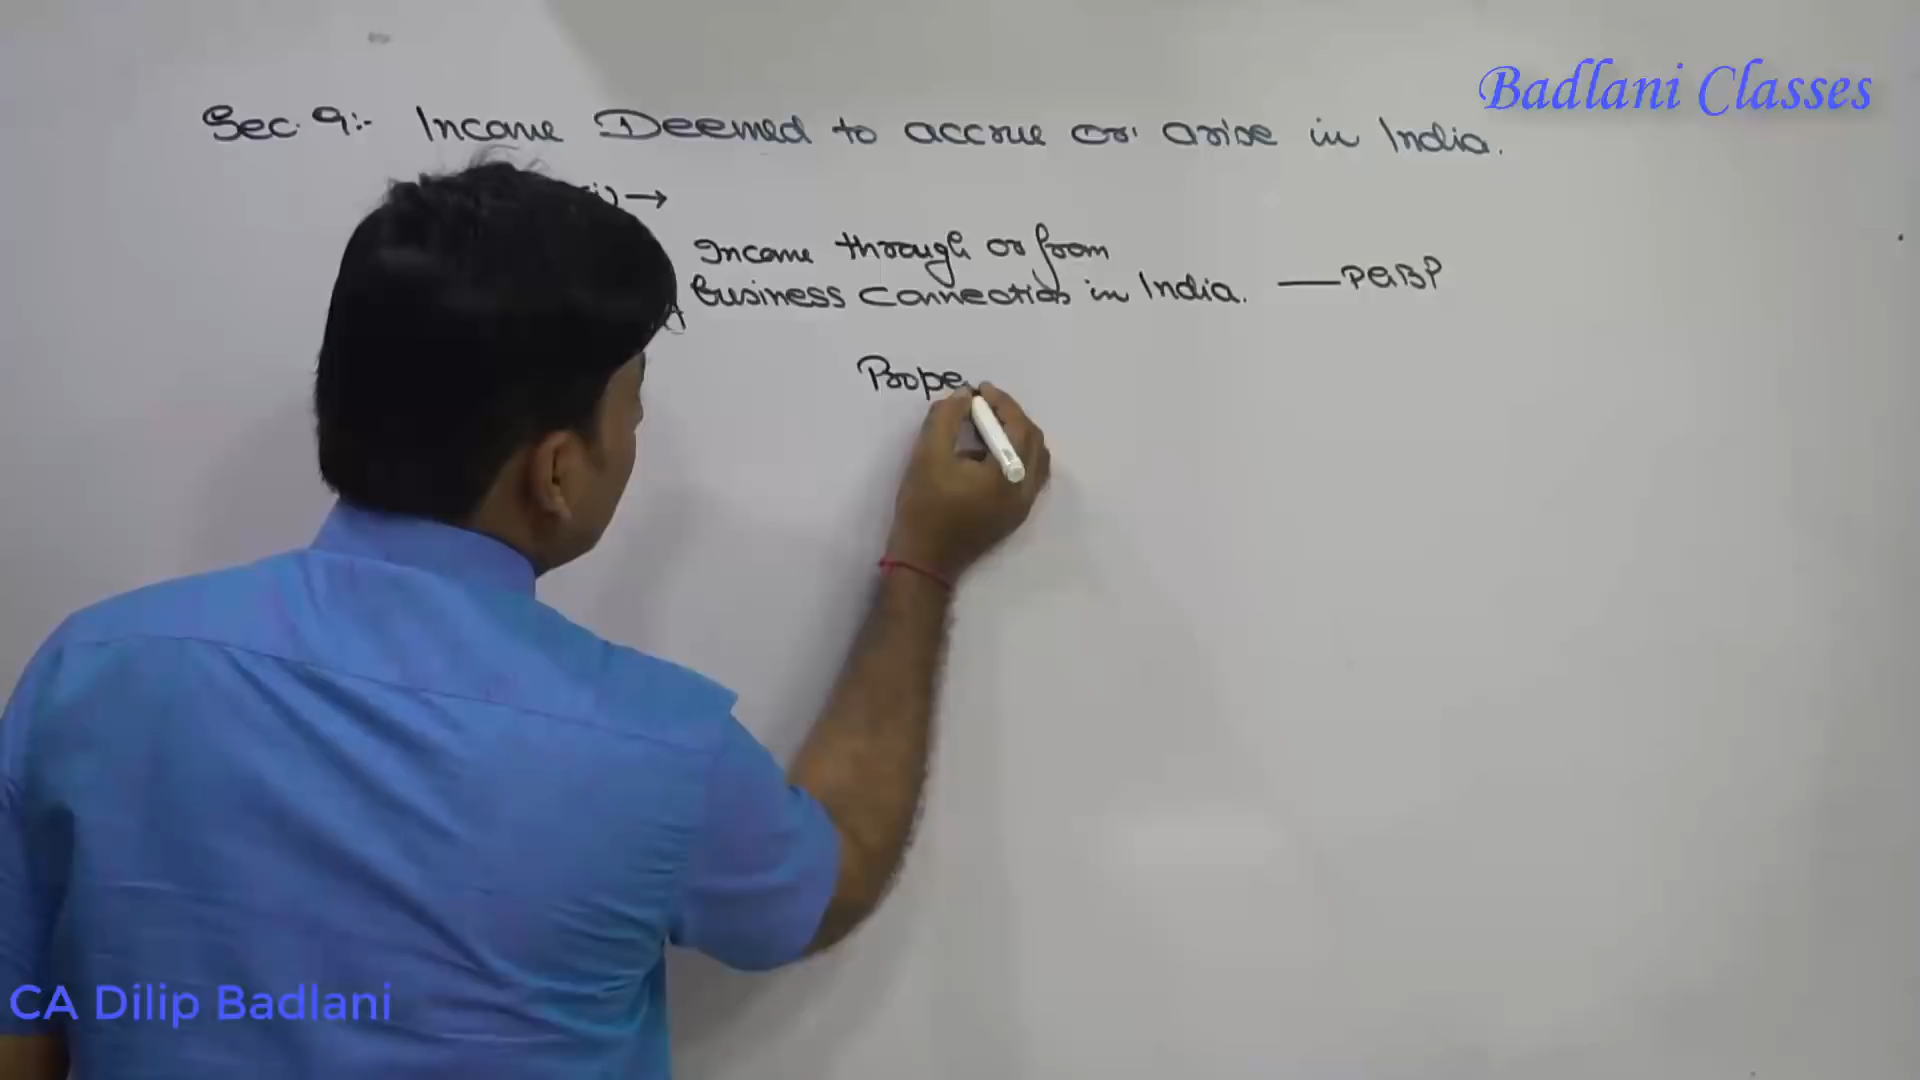 Badlani Classes
Sec. 9:- Income Deemed to accrue or arise in India.
i) →
Income through or from
Business Connection in India. — PGBP
Prope
CA Dilip Badlani